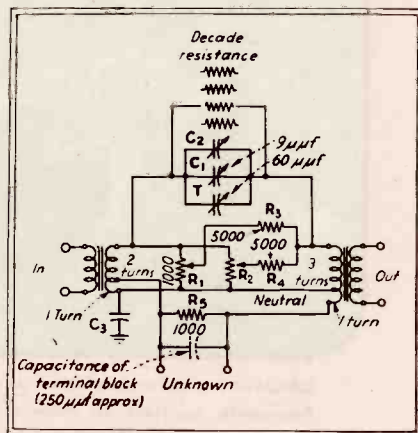 Decade
resistance
C2
C1
9μμf
60μμf
T
R3
5000
5000
In
2
turns
1000
R1
R2
R4
3
turns
Out
1 Turn
R5
Neutral
1 turn
C3
1000
Capacitance of
terminal block
(250μμf approx)
Unknown